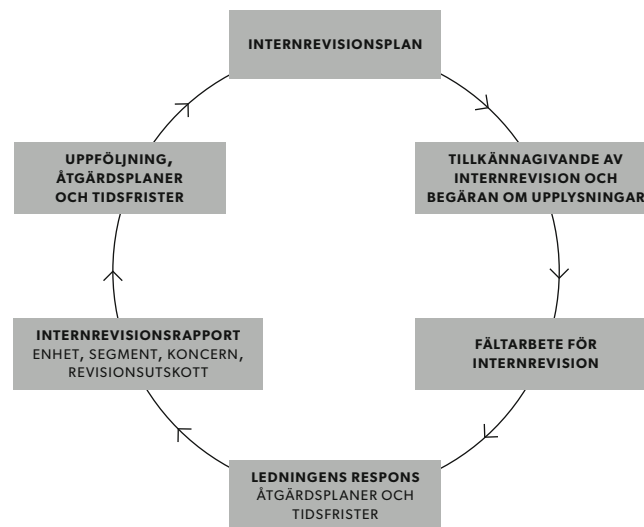 INTERNREVISIONSPLAN
TILLKÄNNAGIVANDE AV
INTERNREVISION OCH
BEGÄRAN OM UPPLYSNINGAR
FÄLTARBETE FÖR
INTERNREVISION
LEDNINGENS RESPONS
ÅTGÄRDSPLANER OCH
TIDSFRISTER
INTERNREVISIONSRAPPORT
ENHET, SEGMENT, KONCERN,
REVISIONSUTSKOTT
UPPFÖLJNING,
ÅTGÄRDSPLANER
OCH TIDSFRISTER